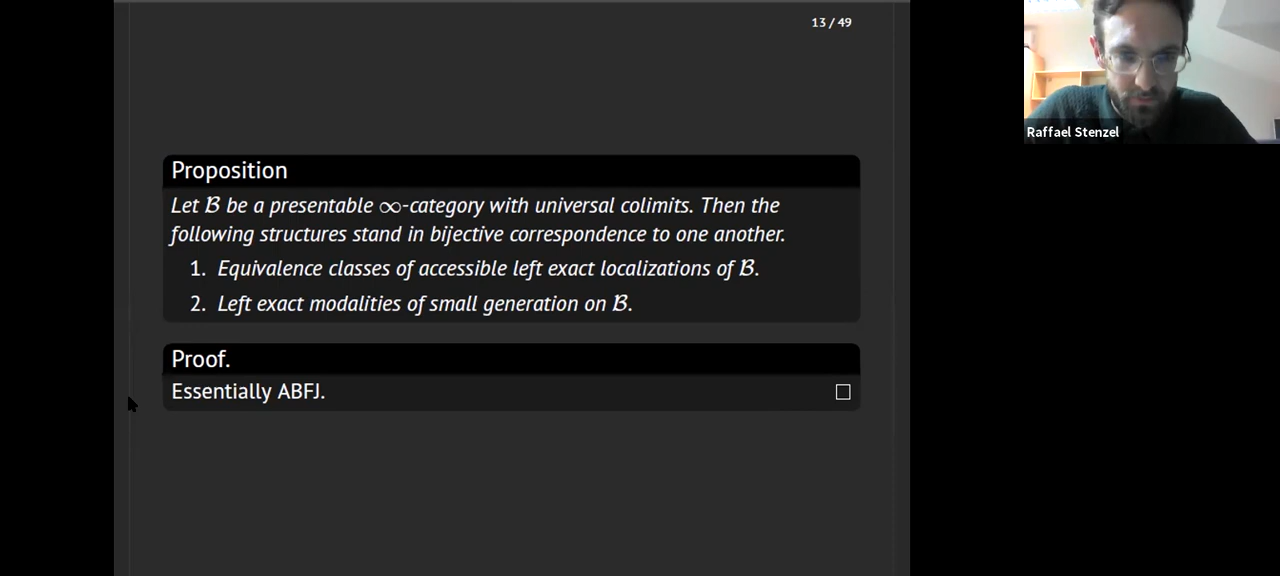 13 / 49
Raffael Stenzel
Proposition
Let B be a presentable ∞-category with universal colimits. Then the
following structures stand in bijective correspondence to one another.
1. Equivalence classes of accessible left exact localizations of B.
2. Left exact modalities of small generation on B.
Proof.
Essentially ABFJ. □